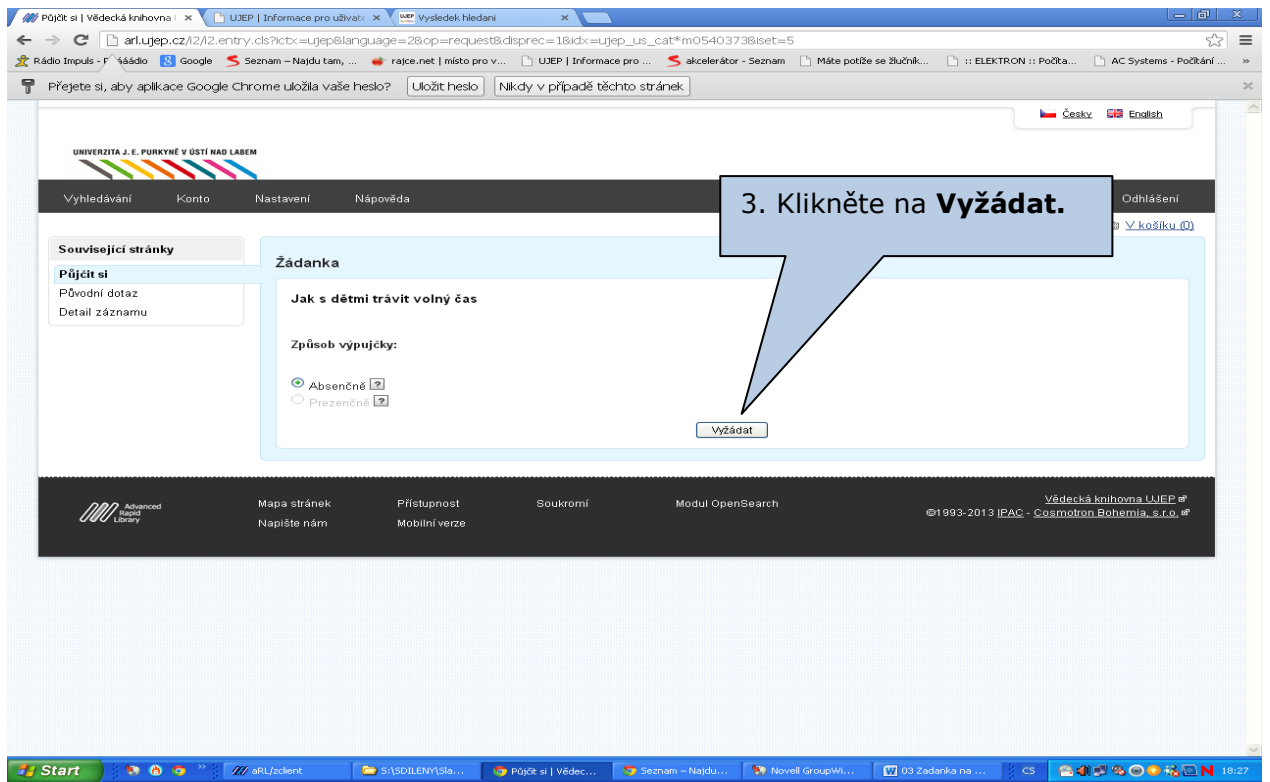 Půjčit si | Vědecká knihovna U
UJEP | Informace pro uživate
Vysledek hledani
arl.ujep.cz/i2/i2.entry.cls?ictx=ujep&language=2&op=request&disprec=1&idx=ujep_us_cat*m0540373&iset=5
Google
Seznam – Najdu tam, ...
rajce.net | místo pro v...
UJEP | Informace pro ...
akcelerátor - Seznam
Máte potíže se žlučník...
:: ELEKTRON :: Počíta...
AC Systems - Počítání ...
Přejete si, aby aplikace Google Chrome uložila vaše heslo? Uložit heslo Nikdy v případě těchto stránek
Česky English
UNIVERZITA J. E. PURKYNĚ V ÚSTÍ NAD LABEM
Vyhledávání Konto Nastavení Nápověda Odhlášení
3. Klikněte na Vyžádat.
V košíku (0)
Související stránky
Půjčit si
Původní dotaz
Detail záznamu
Žádanka
Jak s dětmi trávit volný čas
Způsob výpujčky:
Absenčně ?
Prezenčně ?
Vyžádat
Advanced
Rapid
Library
Mapa stránek Přístupnost Soukromí Modul OpenSearch
Napište nám Mobilní verze
Vědecká knihovna UJEP
©1993-2013 IPAC - Cosmotron Bohemia, s.r.o.
Start
aRL/zclient
S:\SDILENY\Sla...
Půjčit si | Vědec...
Seznam – Najdu...
Novell GroupWi...
03 Zadanka na ...
CS
18:27